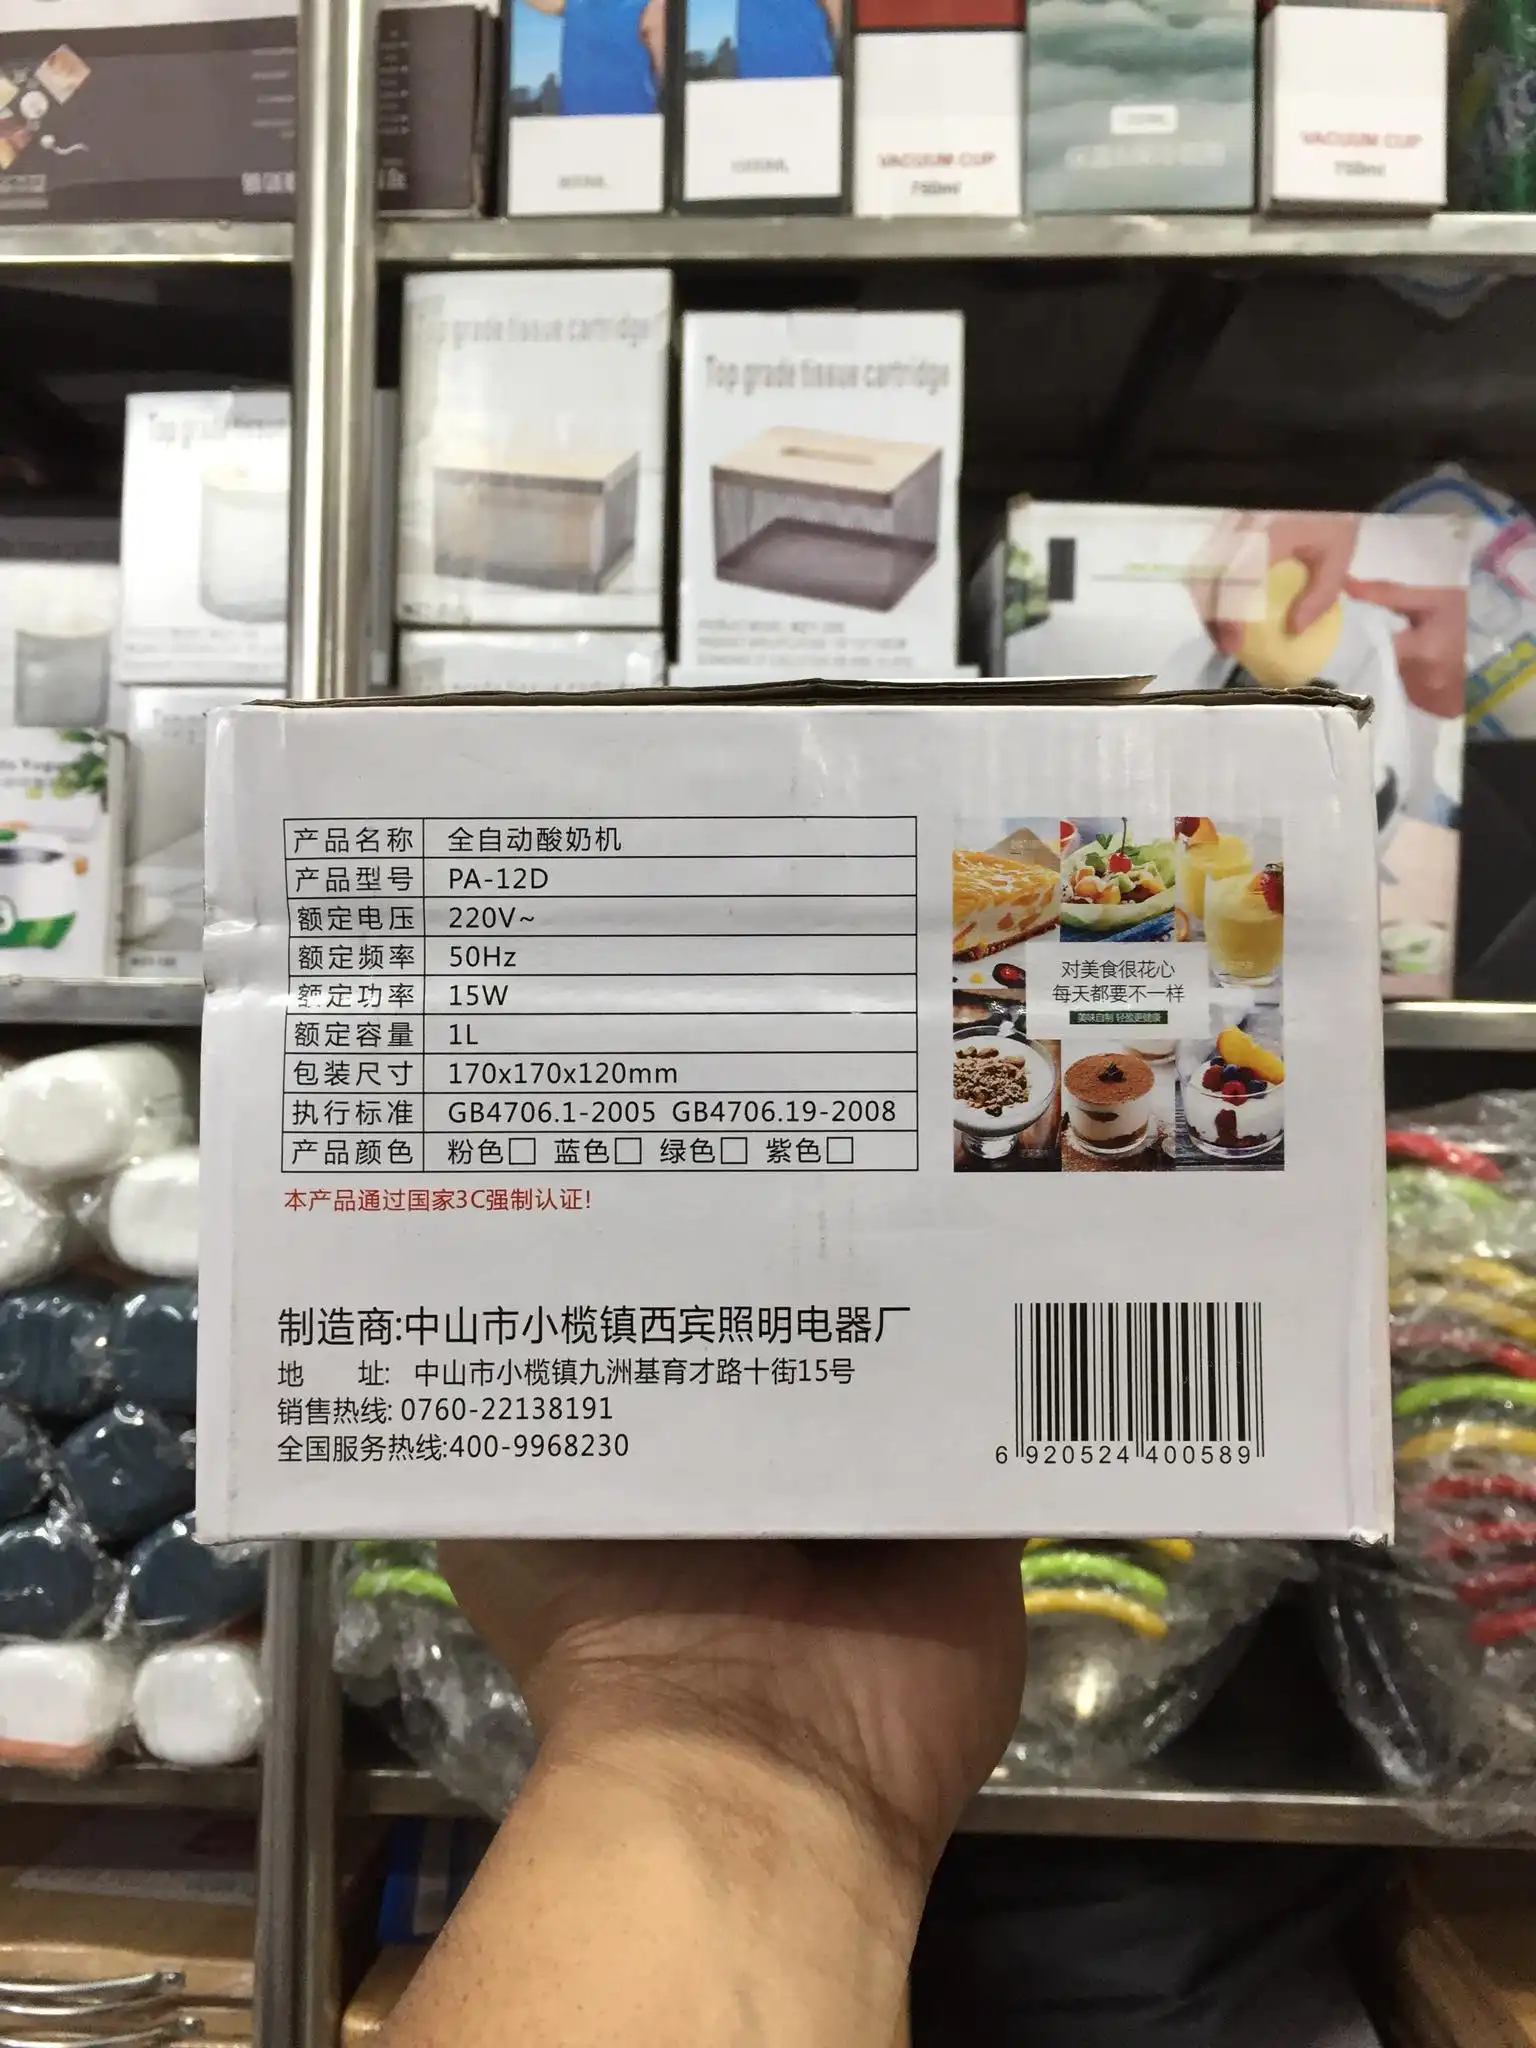 VACUUM CUP
750ml
VACUUM CUP
750ml
Top grade tissue cartridge
Top grade tissue cartridge
产品名称 全自动酸奶机
产品型号 PA-12D
额定电压 220V~
额定频率 50Hz
额定功率 15W
额定容量 1L
包装尺寸 170x170x120mm
执行标准 GB4706.1-2005 GB4706.19-2008
产品颜色 粉色□ 蓝色□ 绿色□ 紫色□
本产品通过国家3C强制认证!
对美食很花心
每天都要不一样
美味自制 轻盈更健康
制造商:中山市小榄镇西宾照明电器厂
地 址: 中山市小榄镇九洲基育才路十街15号
销售热线: 0760-22138191
全国服务热线:400-9968230
6 920524 400589